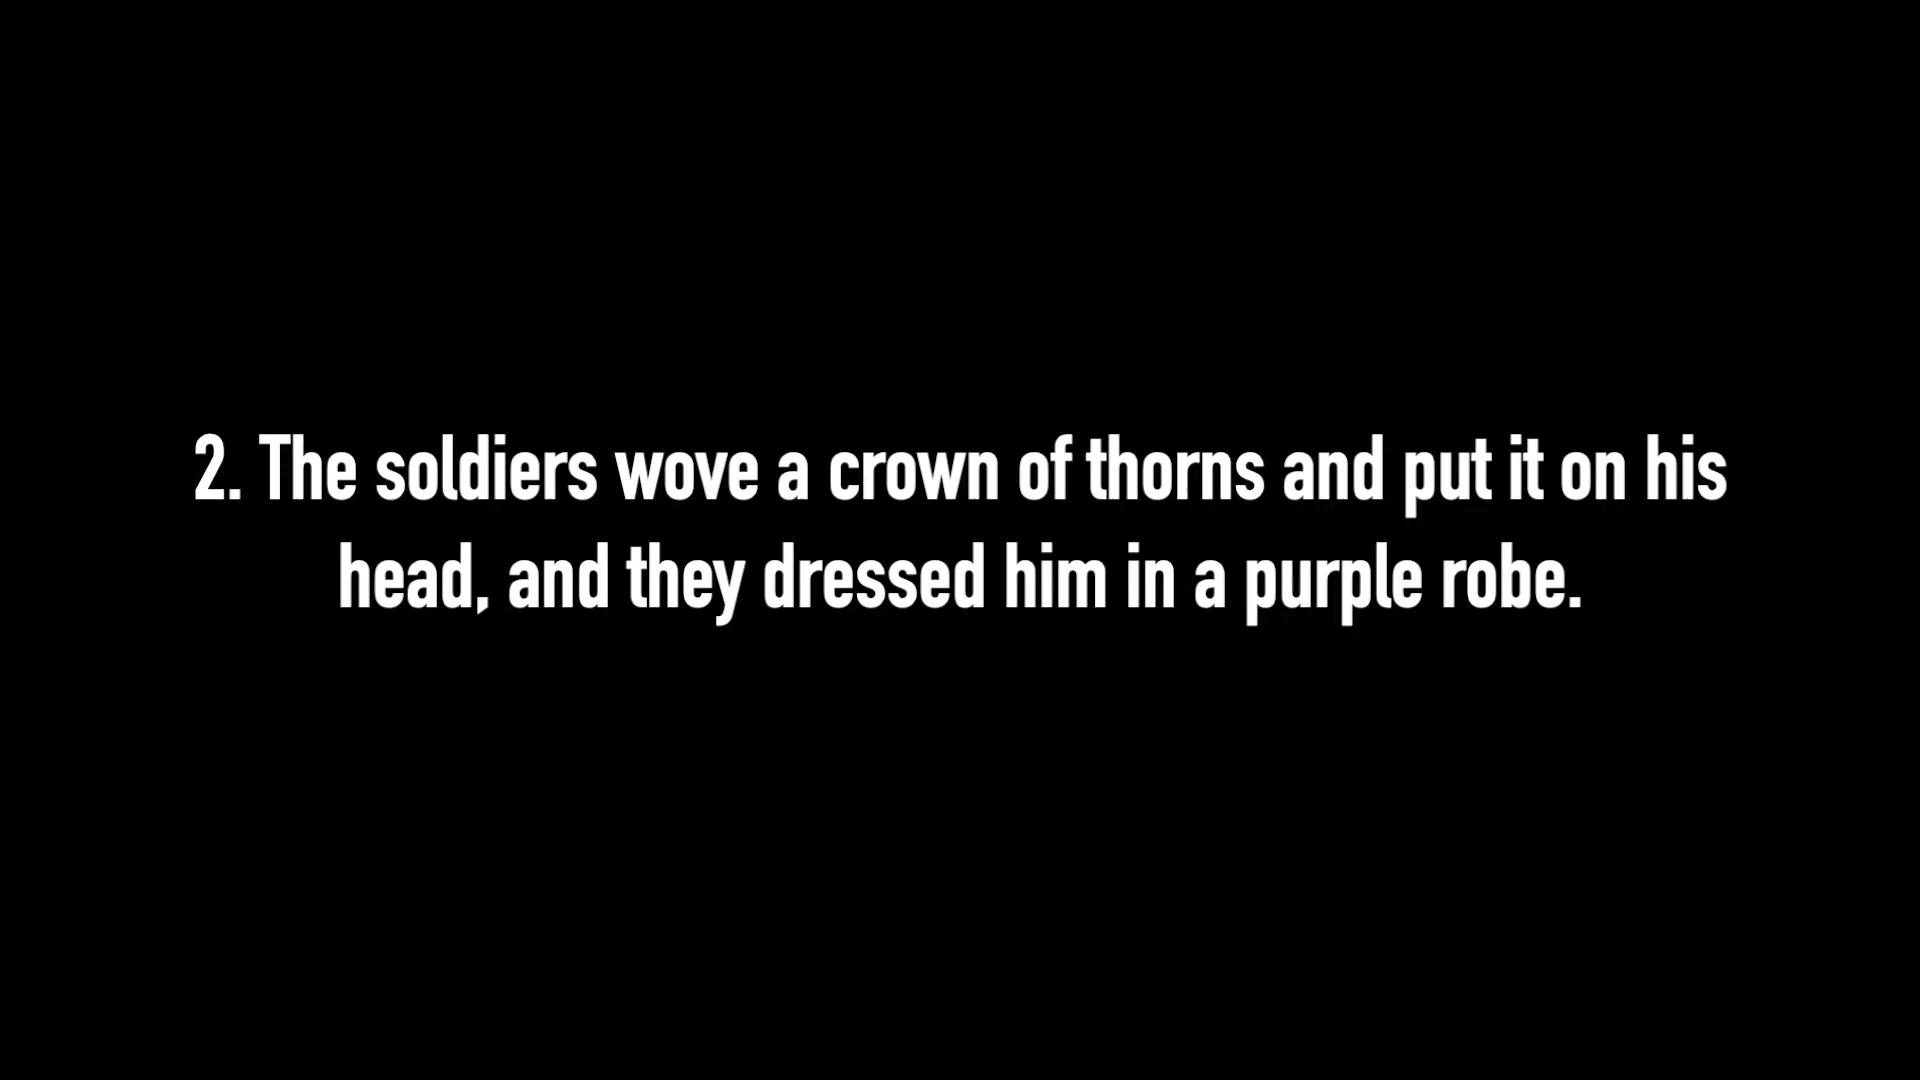 2. The soldiers wove a crown of thorns and put it on his
head, and they dressed him in a purple robe.